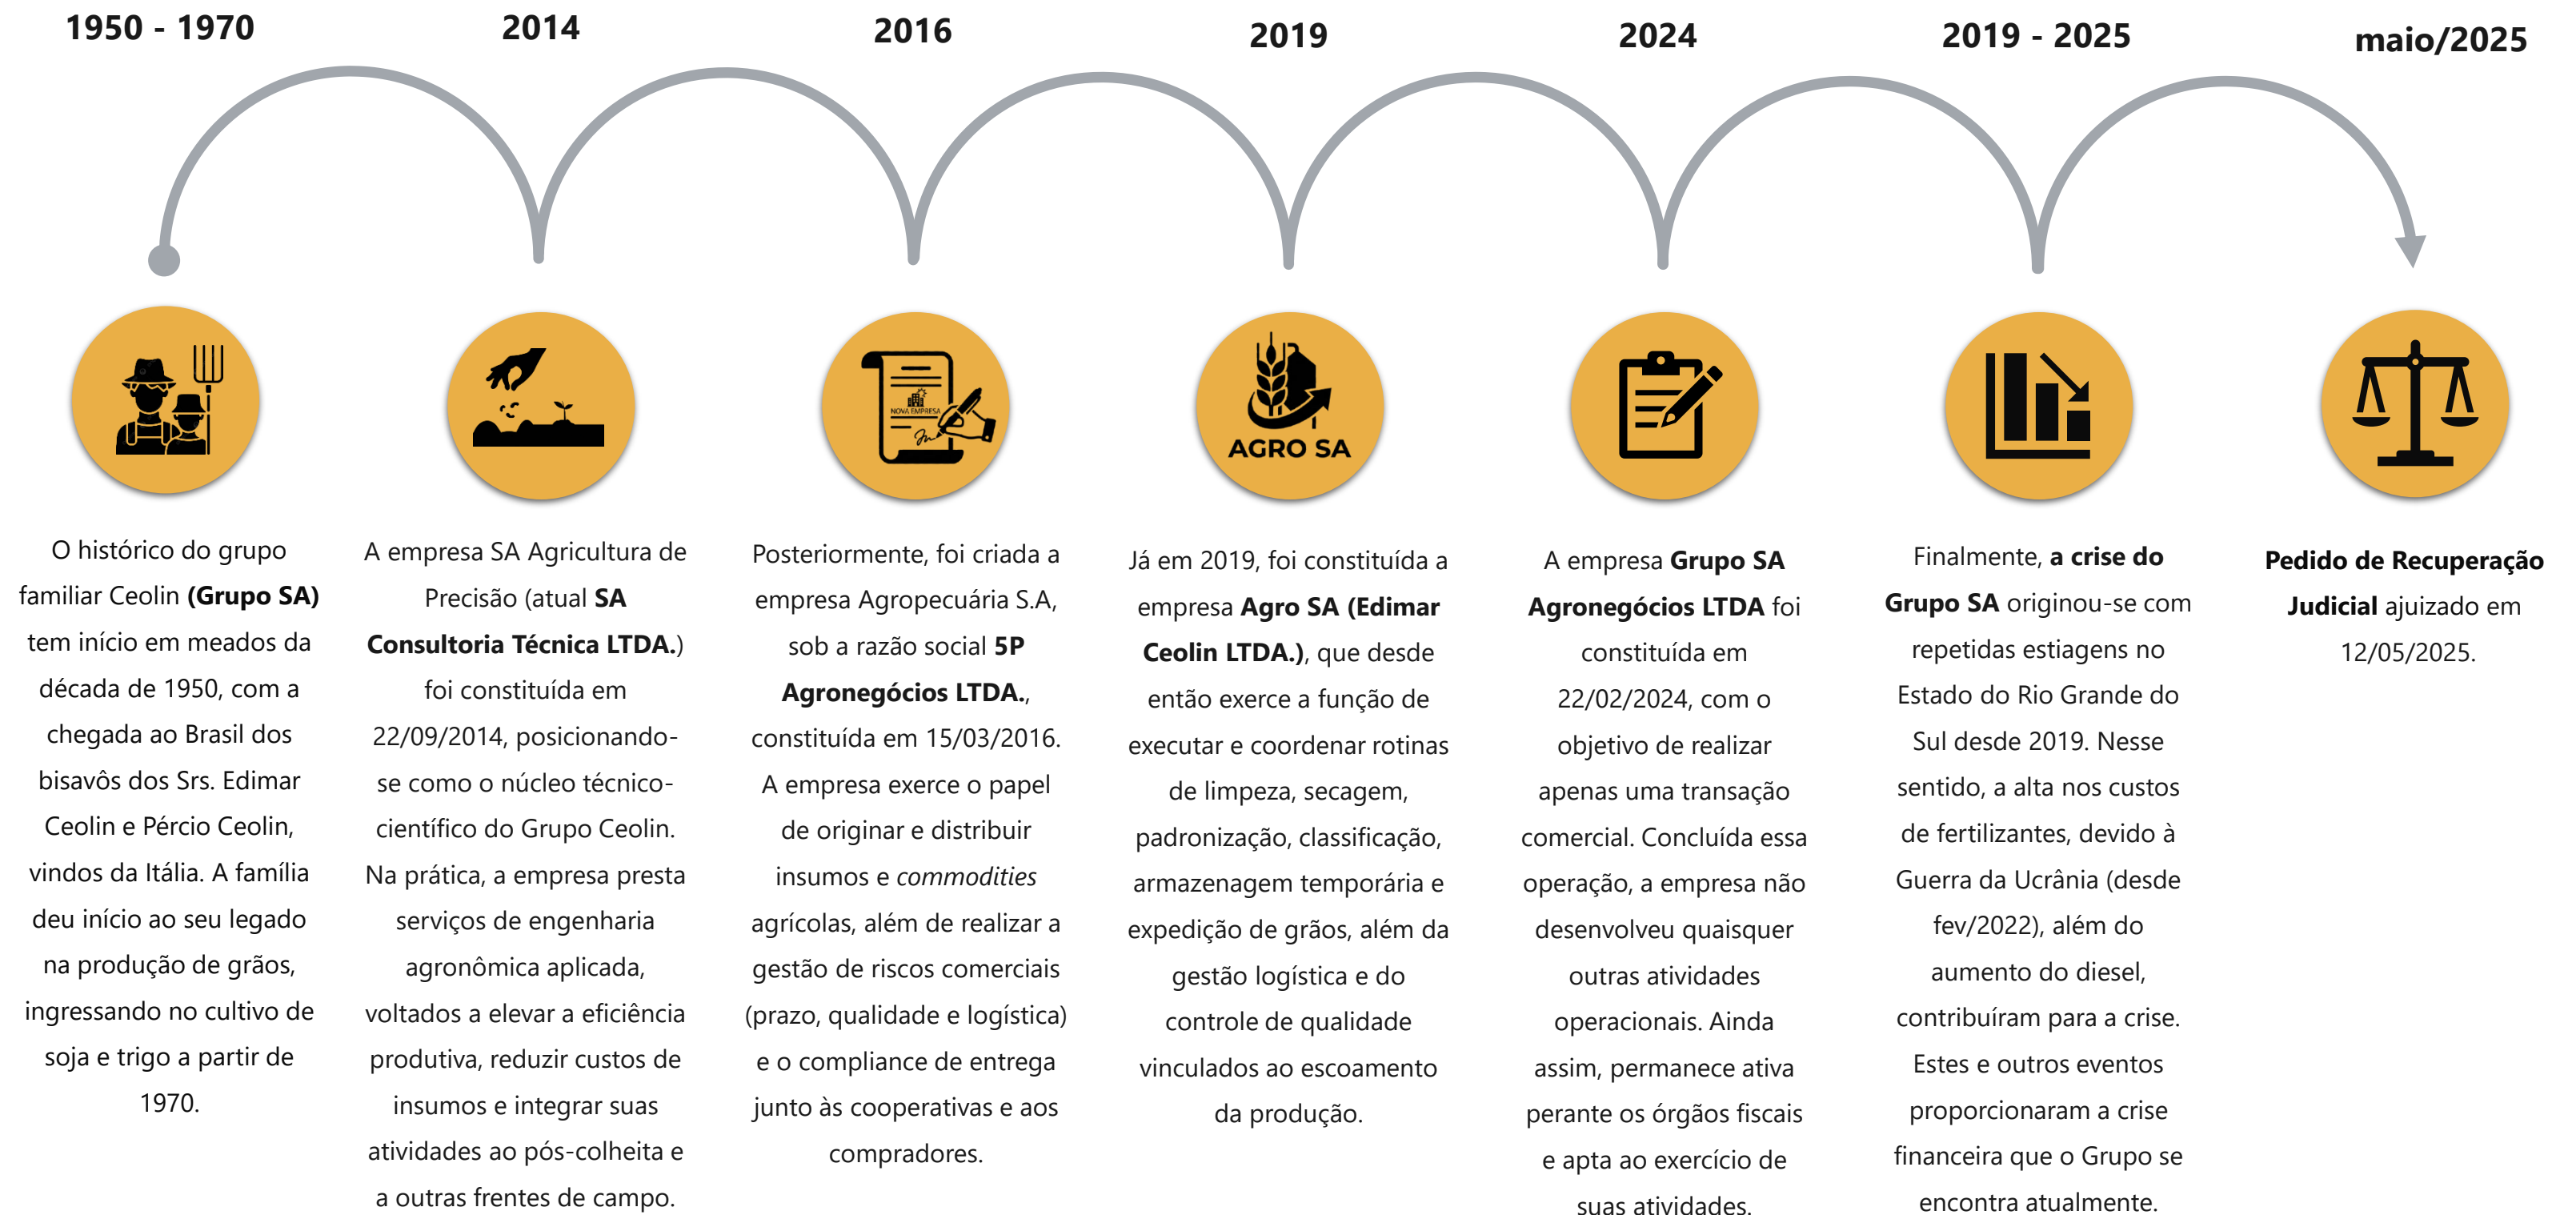 1950 - 1970
2014
2016
2019
2024
2019 - 2025
maio/2025
NOVA EMPRESA
AGRO SA
O histórico do grupo
familiar Ceolin (Grupo SA)
tem início em meados da
década de 1950, com a
chegada ao Brasil dos
bisavôs dos Srs. Edimar
Ceolin e Pércio Ceolin,
vindos da Itália. A família
deu início ao seu legado
na produção de grãos,
ingressando no cultivo de
soja e trigo a partir de
1970.
A empresa SA Agricultura de
Precisão (atual SA
Consultoria Técnica LTDA.)
foi constituída em
22/09/2014, posicionando-
se como o núcleo técnico-
científico do Grupo Ceolin.
Na prática, a empresa presta
serviços de engenharia
agronômica aplicada,
voltados a elevar a eficiência
produtiva, reduzir custos de
insumos e integrar suas
atividades ao pós-colheita e
a outras frentes de campo.
Posteriormente, foi criada a
empresa Agropecuária S.A,
sob a razão social 5P
Agronegócios LTDA.,
constituída em 15/03/2016.
A empresa exerce o papel
de originar e distribuir
insumos e commodities
agrícolas, além de realizar a
gestão de riscos comerciais
(prazo, qualidade e logística)
e o compliance de entrega
junto às cooperativas e aos
compradores.
Já em 2019, foi constituída a
empresa Agro SA (Edimar
Ceolin LTDA.), que desde
então exerce a função de
executar e coordenar rotinas
de limpeza, secagem,
padronização, classificação,
armazenagem temporária e
expedição de grãos, além da
gestão logística e do
controle de qualidade
vinculados ao escoamento
da produção.
A empresa Grupo SA
Agronegócios LTDA foi
constituída em
22/02/2024, com o
objetivo de realizar
apenas uma transação
comercial. Concluída essa
operação, a empresa não
desenvolveu quaisquer
outras atividades
operacionais. Ainda
assim, permanece ativa
perante os órgãos fiscais
e apta ao exercício de
suas atividades.
Finalmente, a crise do
Grupo SA originou-se com
repetidas estiagens no
Estado do Rio Grande do
Sul desde 2019. Nesse
sentido, a alta nos custos
de fertilizantes, devido à
Guerra da Ucrânia (desde
fev/2022), além do
aumento do diesel,
contribuíram para a crise.
Estes e outros eventos
proporcionaram a crise
financeira que o Grupo se
encontra atualmente.
Pedido de Recuperação
Judicial ajuizado em
12/05/2025.